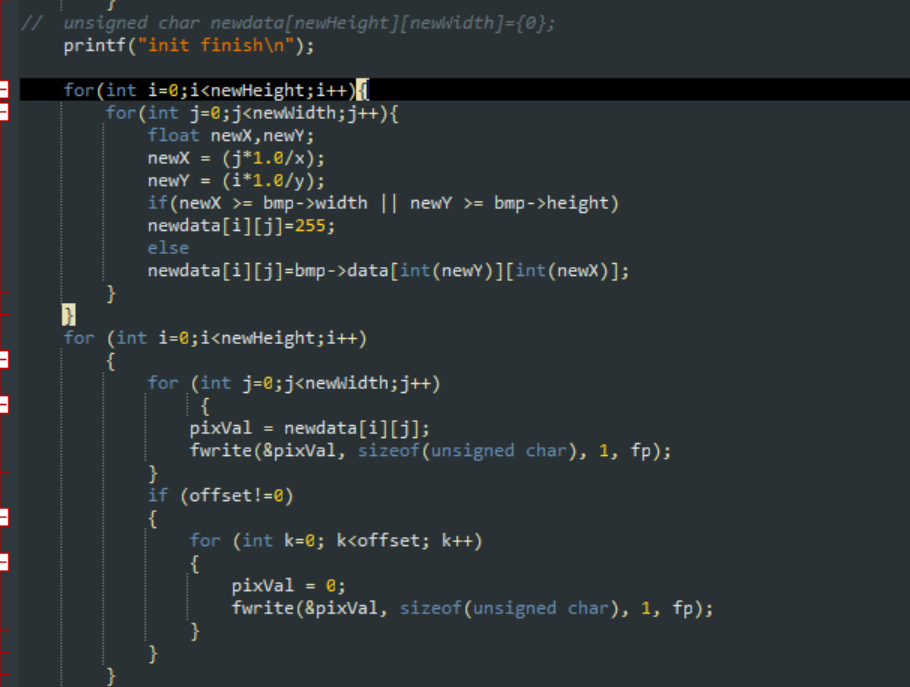 }
//  unsigned char newdata[newHeight][newWidth]={0};
    printf("init finish\n");

    for(int i=0;i<newHeight;i++){
        for(int j=0;j<newWidth;j++){
            float newX,newY;
            newX = (j*1.0/x);
            newY = (i*1.0/y);
            if(newX >= bmp->width || newY >= bmp->height)
            newdata[i][j]=255;
            else
            newdata[i][j]=bmp->data[int(newY)][int(newX)];
        }
    }
    for (int i=0;i<newHeight;i++)
        {
            for (int j=0;j<newWidth;j++)
                 {
                pixVal = newdata[i][j];
                fwrite(&pixVal, sizeof(unsigned char), 1, fp);
            }
            if (offset!=0)
            {
                for (int k=0; k<offset; k++)
                {
                    pixVal = 0;
                    fwrite(&pixVal, sizeof(unsigned char), 1, fp);
                }
            }
        }